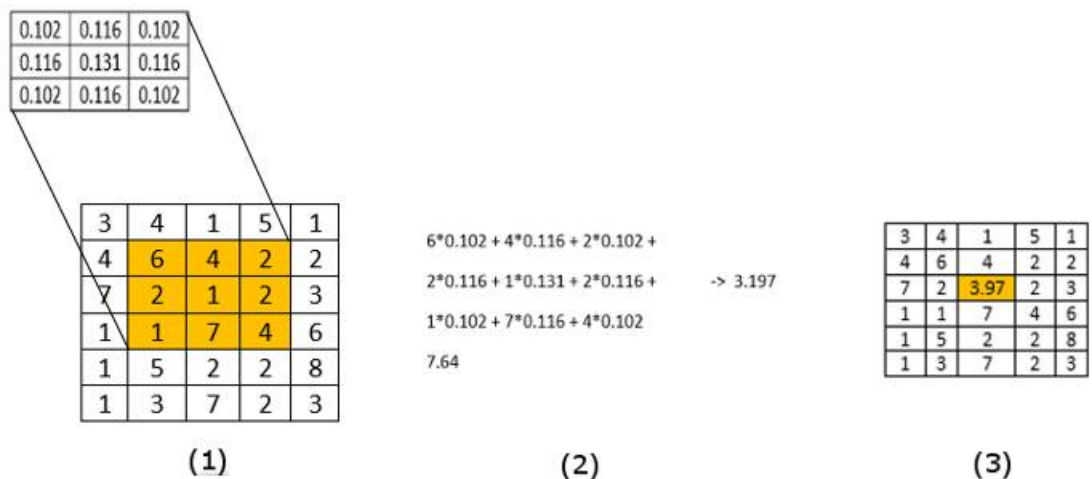 0.102 0.116 0.102
0.116 0.131 0.116
0.102 0.116 0.102
3 4 1 5 1
4 6 4 2 2
7 2 1 2 3
1 1 7 4 6
1 5 2 2 8
1 3 7 2 3
(1)
6*0.102 + 4*0.116 + 2*0.102 +
2*0.116 + 1*0.131 + 2*0.116 + -> 3.197
1*0.102 + 7*0.116 + 4*0.102
7.64
(2)
3 4 1 5 1
4 6 4 2 2
7 2 3.97 2 3
1 1 7 4 6
1 5 2 2 8
1 3 7 2 3
(3)